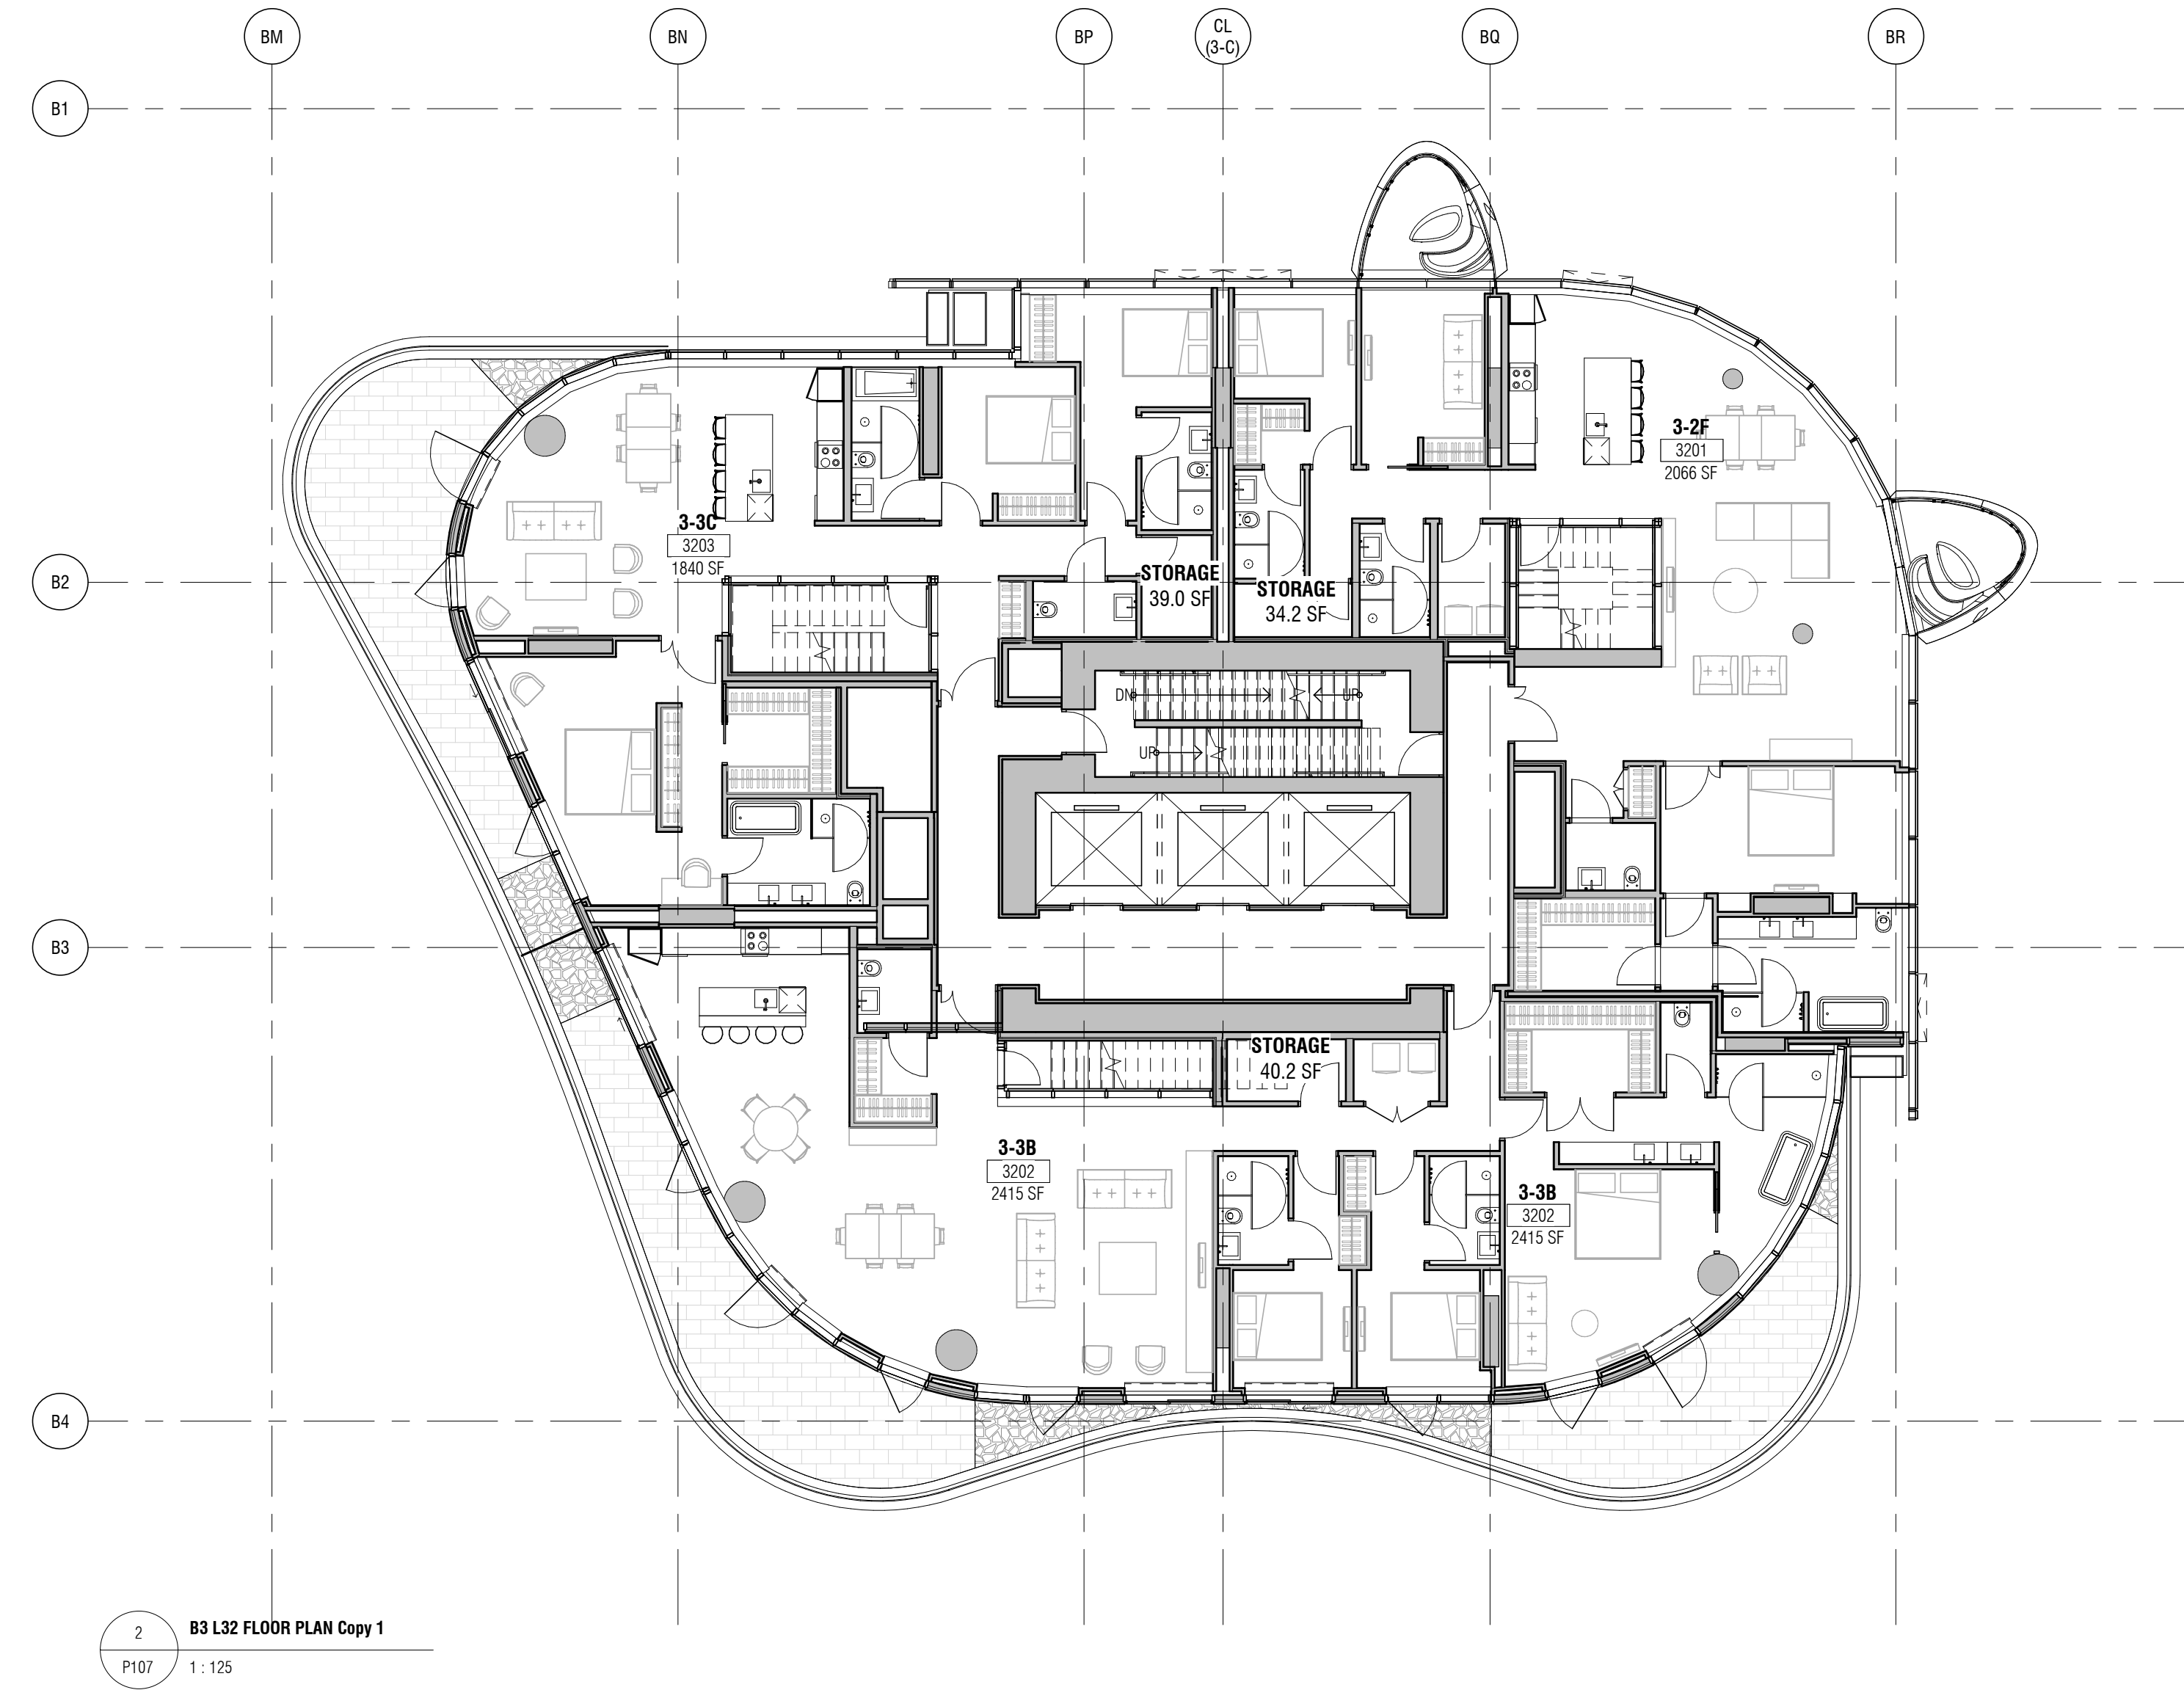 BM
BN
BP
CL
(3-C)
BQ
BR
B1
3-2F
3201
2066 SF
3-3C
3203
1840 SF
B2
STORAGE
39.0 SF
STORAGE
34.2 SF
DN
UP
UP
B3
STORAGE
40.2 SF
3-3B
3202
2415 SF
3-3B
3202
2415 SF
B4
2
P107
B3 L32 FLOOR PLAN Copy 1
1 : 125